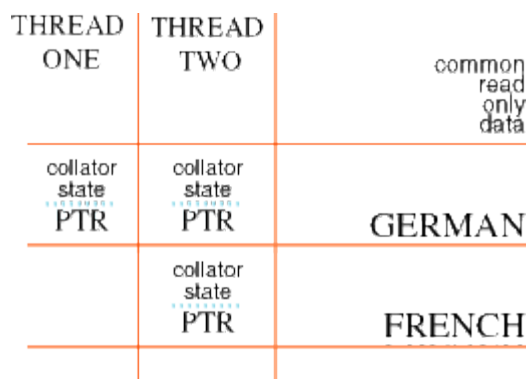 THREAD
ONE
THREAD
TWO
common
read
only
data
collator
state
PTR
collator
state
PTR
GERMAN
collator
state
PTR
FRENCH